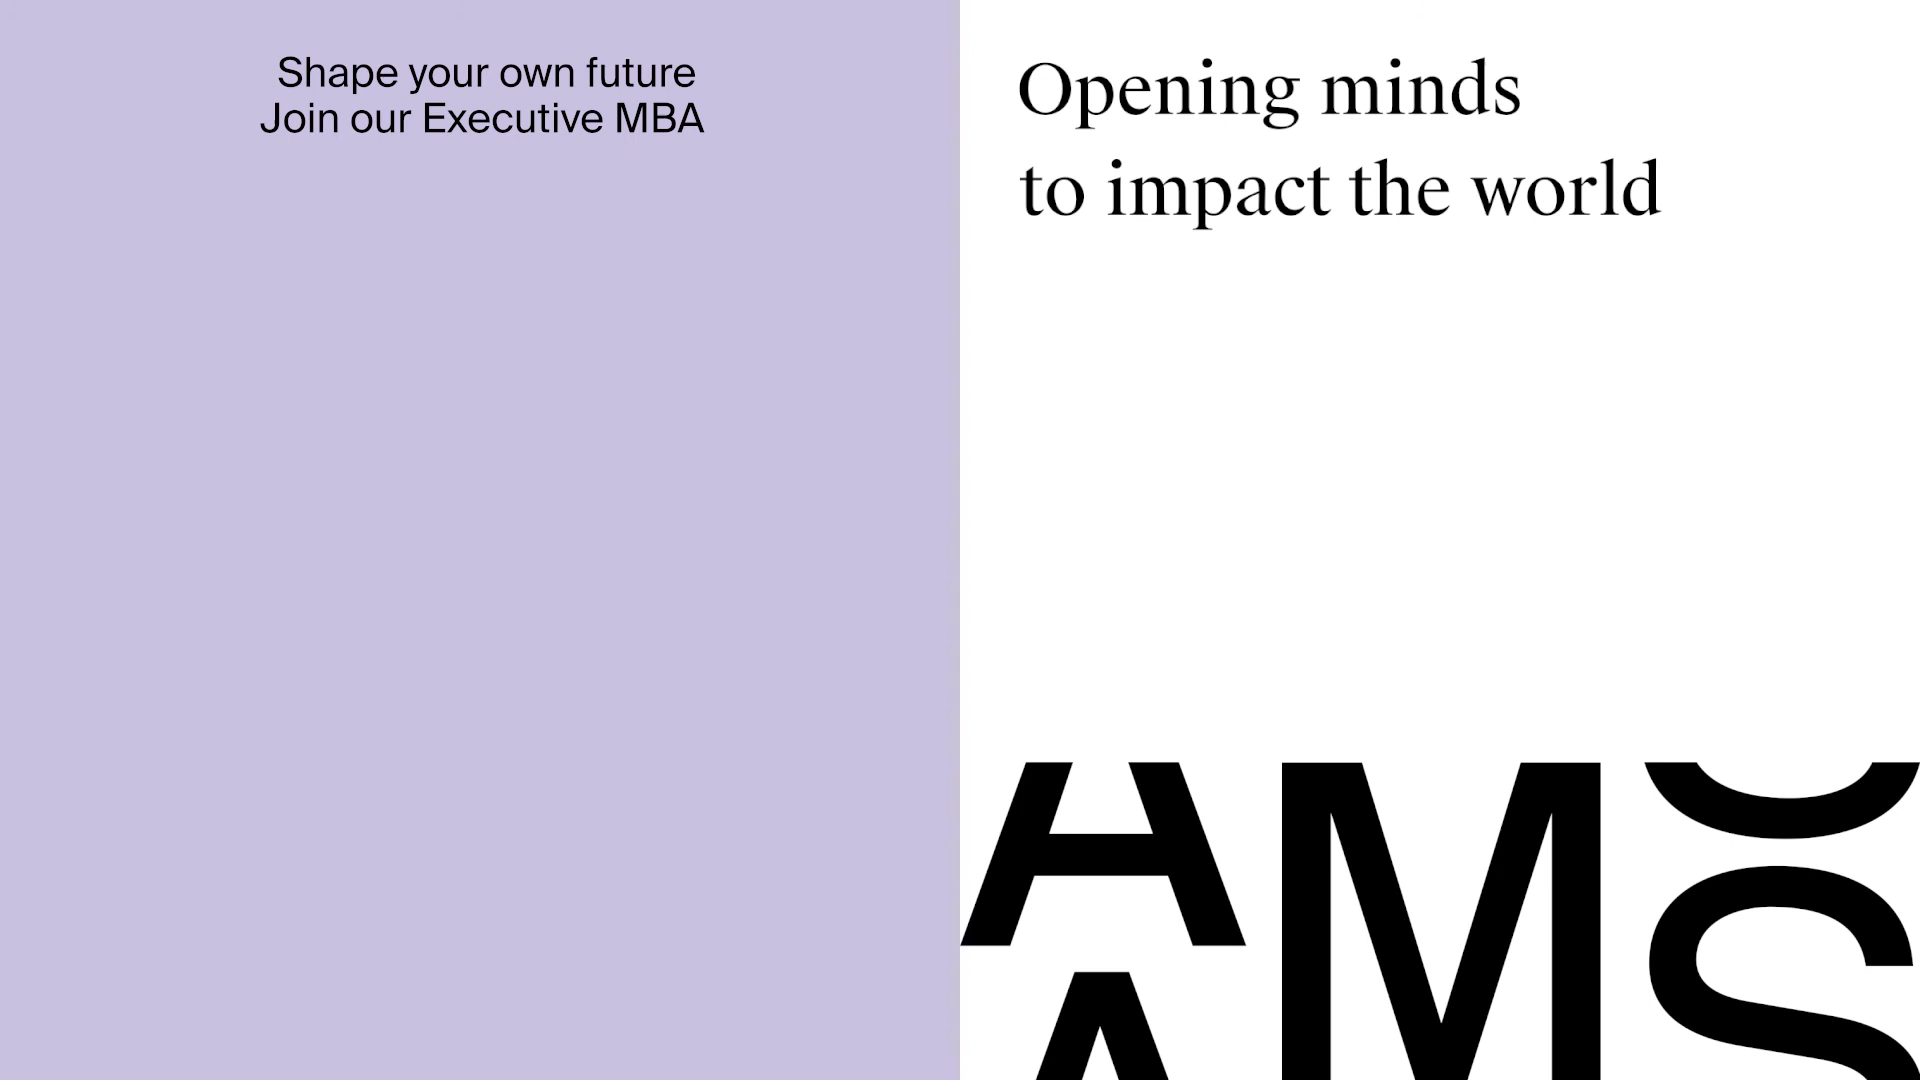 Shape your own future
Join our Executive MBA
Opening minds
to impact the world
AMS